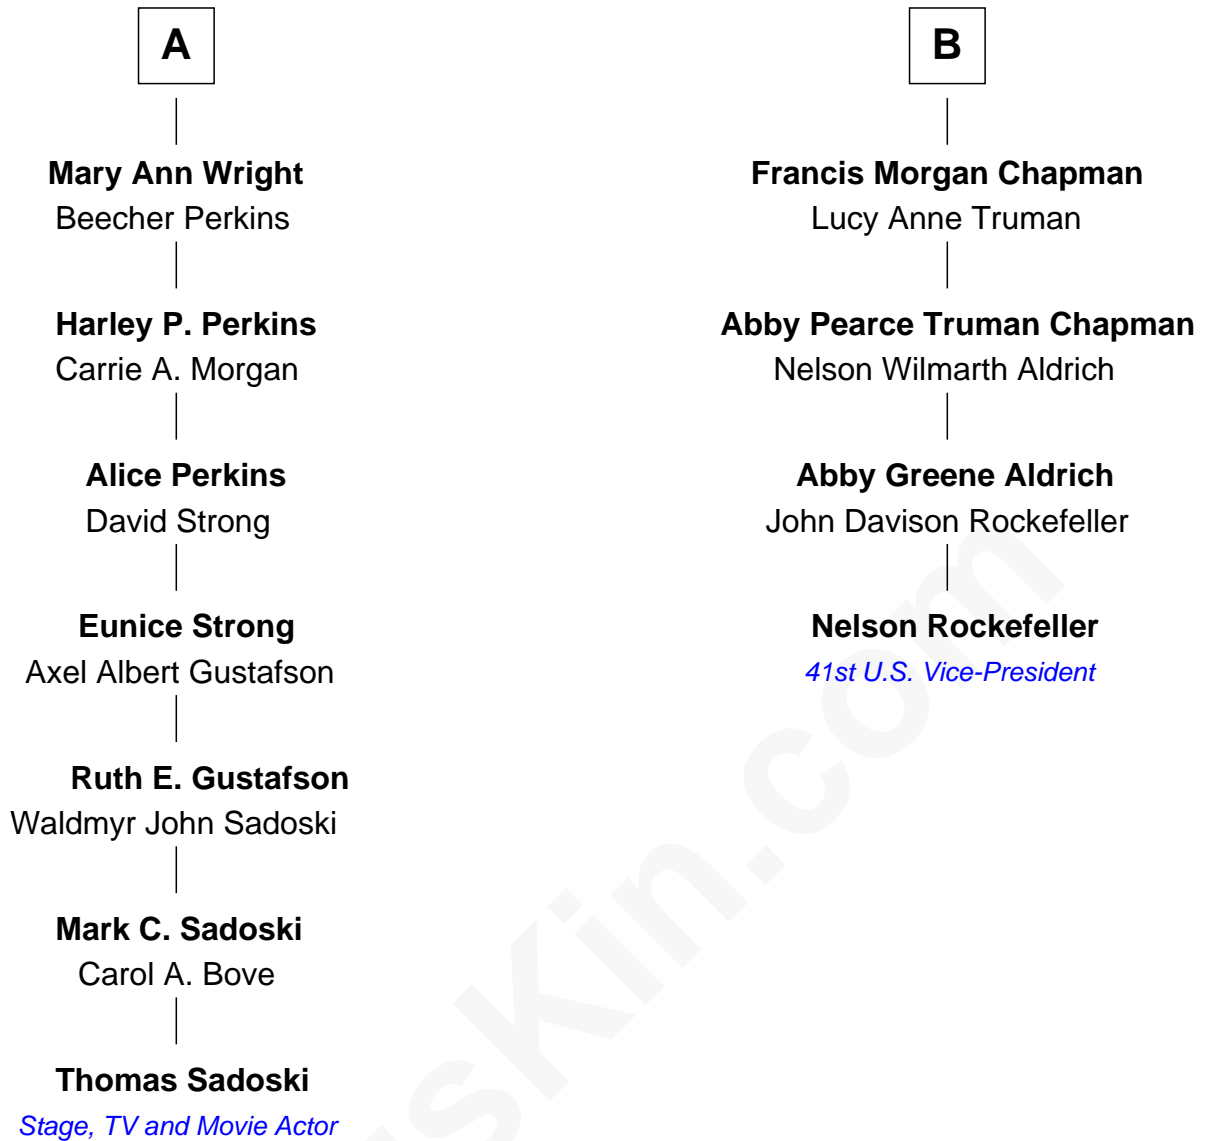 A
Mary Ann Wright
Beecher Perkins
Harley P. Perkins
Carrie A. Morgan
Alice Perkins
David Strong
Eunice Strong
Axel Albert Gustafson
Ruth E. Gustafson
Waldmyr John Sadoski
Mark C. Sadoski
Carol A. Bove
Thomas Sadoski
Stage, TV and Movie Actor
B
Francis Morgan Chapman
Lucy Anne Truman
Abby Pearce Truman Chapman
Nelson Wilmarth Aldrich
Abby Greene Aldrich
John Davison Rockefeller
Nelson Rockefeller
41st U.S. Vice-President